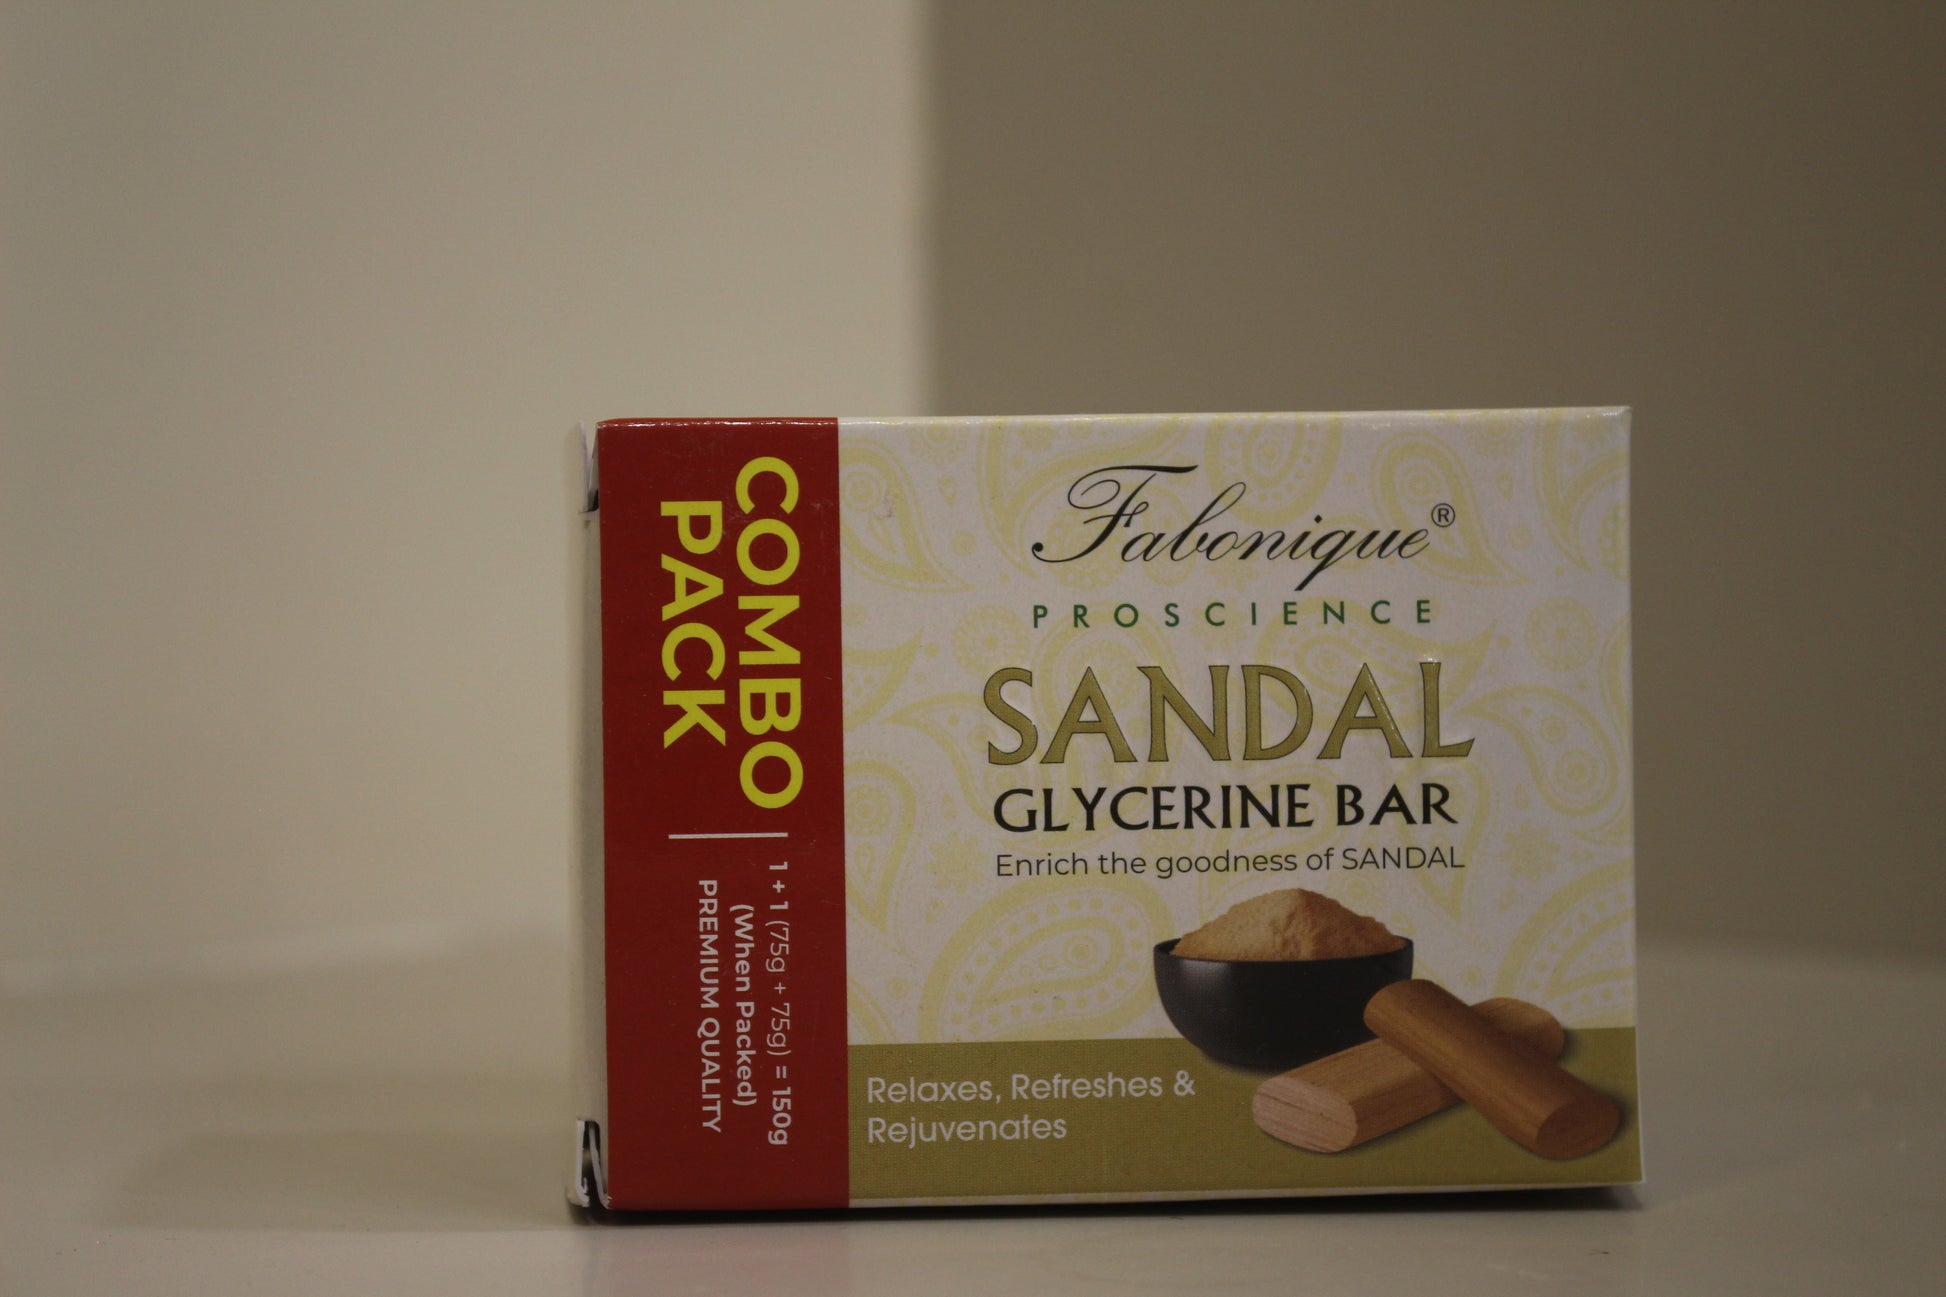 COMBO
PACK
1 + 1 (75g + 75g) = 150g
(When Packed)
PREMIUM QUALITY
Fabonique®
PROSCIENCE
SANDAL
GLYCERINE BAR
Enrich the goodness of SANDAL
Relaxes, Refreshes &
Rejuvenates